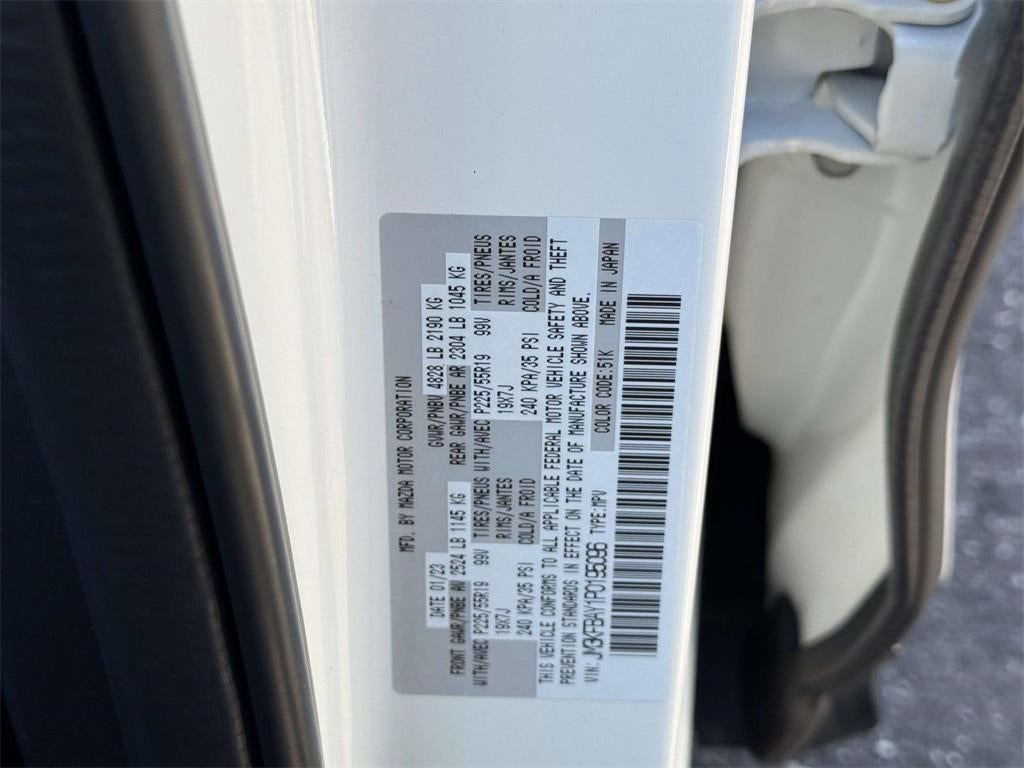 MFD. BY MAZDA MOTOR CORPORATION
DATE 01/23 GVWR/PNBV 4828 LB 2190 KG
FRONT GAWR/PNBE AV 2524 LB 1145 KG REAR GAWR/PNBE AR 2304 LB 1045 KG
WITH/AVEC P225/55R19 99V TIRES/PNEUS WITH/AVEC P225/55R19 99V TIRES/PNEUS
19X7J RIMS/JANTES 19X7J RIMS/JANTES
240 KPA/35 PSI COLD/A FROID 240 KPA/35 PSI COLD/A FROID
THIS VEHICLE CONFORMS TO ALL APPLICABLE FEDERAL MOTOR VEHICLE SAFETY AND THEFT
PREVENTION STANDARDS IN EFFECT ON THE DATE OF MANUFACTURE SHOWN ABOVE.
VIN: JM3KFBAY1P0195096 TYPE:MPV COLOR CODE:51K MADE IN JAPAN